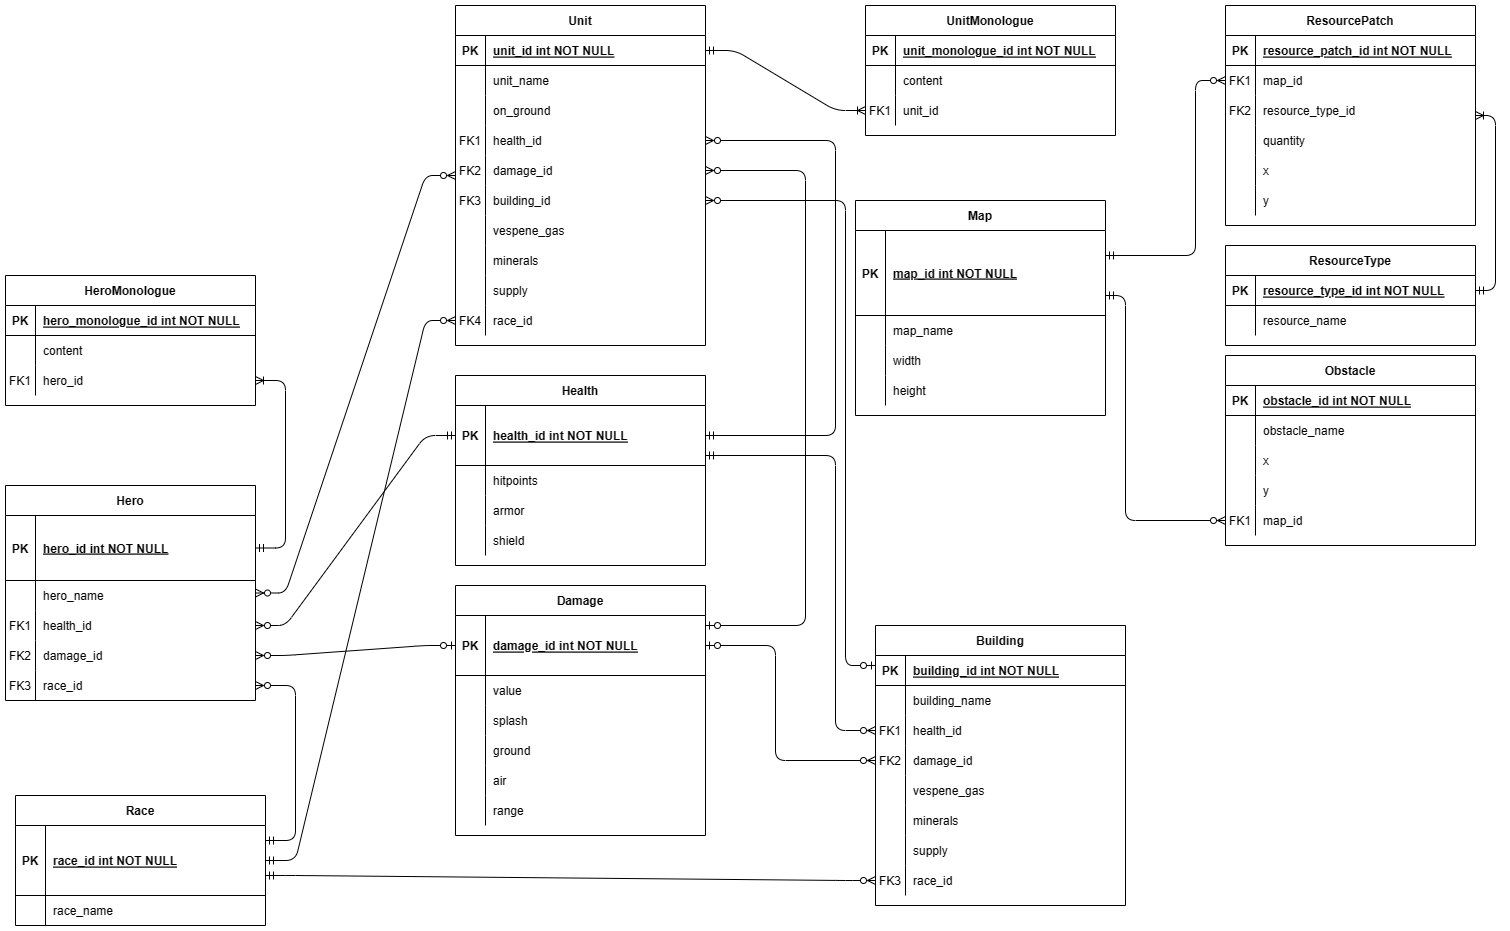 Unit
PK unit_id int NOT NULL
unit_name
on_ground
FK1 health_id
FK2 damage_id
FK3 building_id
vespene_gas
minerals
supply
FK4 race_id
UnitMonologue
PK unit_monologue_id int NOT NULL
content
FK1 unit_id
ResourcePatch
PK resource_patch_id int NOT NULL
FK1 map_id
FK2 resource_type_id
quantity
x
y
Map
PK map_id int NOT NULL
map_name
width
height
ResourceType
PK resource_type_id int NOT NULL
resource_name
HeroMonologue
PK hero_monologue_id int NOT NULL
content
FK1 hero_id
Health
PK health_id int NOT NULL
hitpoints
armor
shield
Obstacle
PK obstacle_id int NOT NULL
obstacle_name
x
y
FK1 map_id
Hero
PK hero_id int NOT NULL
hero_name
FK1 health_id
FK2 damage_id
FK3 race_id
Damage
PK damage_id int NOT NULL
value
splash
ground
air
range
Building
PK building_id int NOT NULL
building_name
FK1 health_id
FK2 damage_id
vespene_gas
minerals
supply
FK3 race_id
Race
PK race_id int NOT NULL
race_name